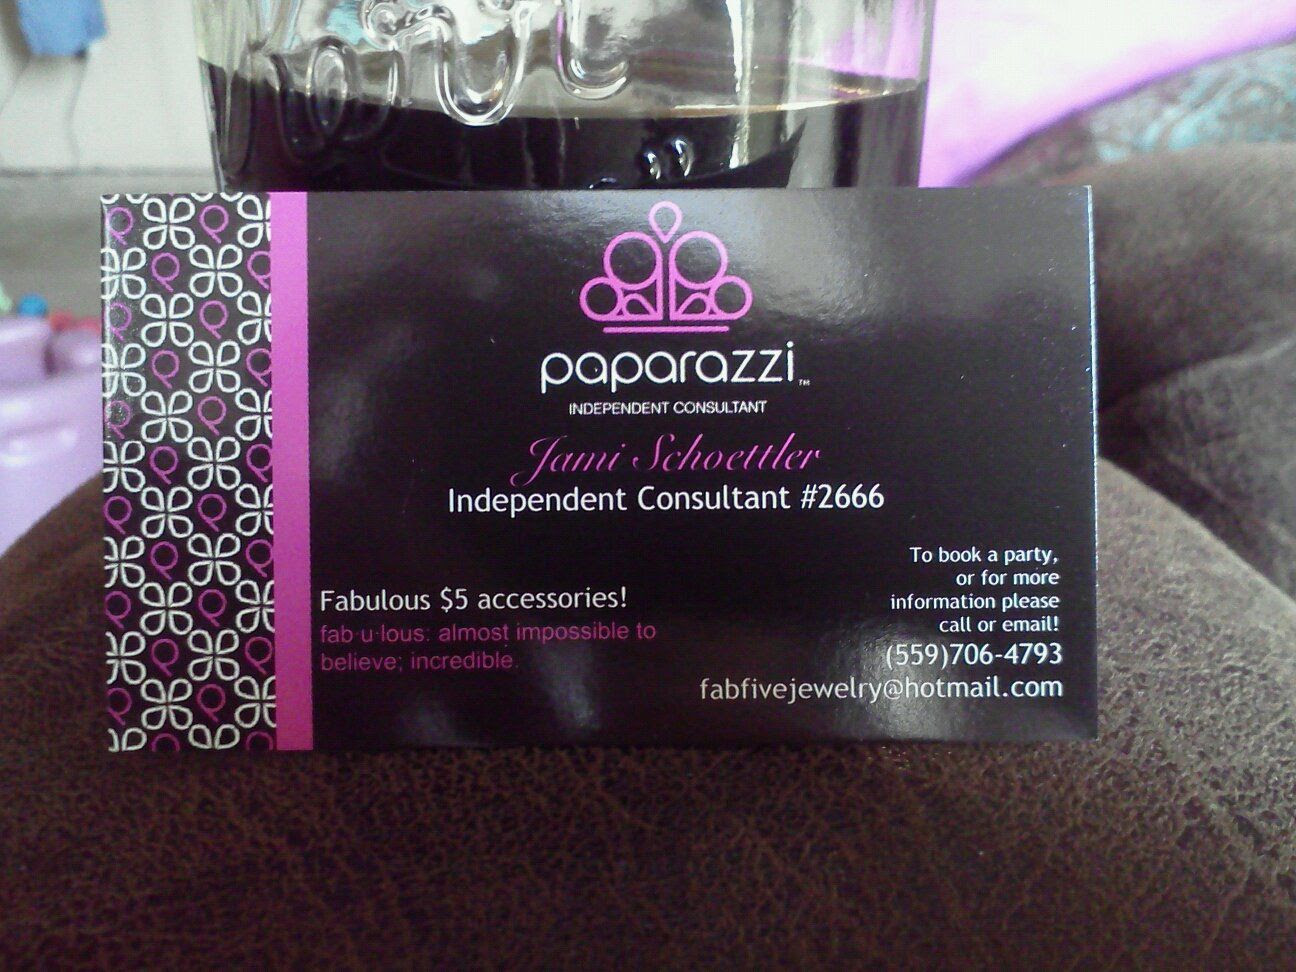 paparazzi™
INDEPENDENT CONSULTANT
Jami Schoettler
Independent Consultant #2666
Fabulous $5 accessories!
fab·u·lous: almost impossible to
believe; incredible.
To book a party,
or for more
information please
call or email!
(559)706-4793
fabfivejewelry@hotmail.com